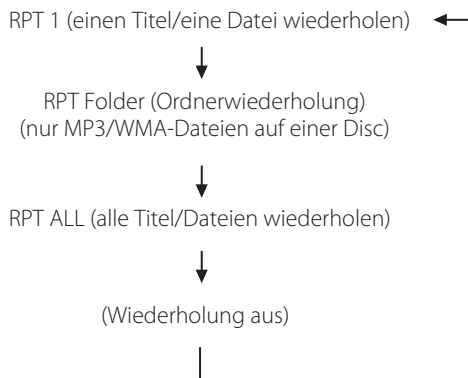 RPT 1 (einen Titel/eine Datei wiederholen)
RPT Folder (Ordnerwiederholung)
(nur MP3/WMA-Dateien auf einer Disc)
RPT ALL (alle Titel/Dateien wiederholen)
(Wiederholung aus)